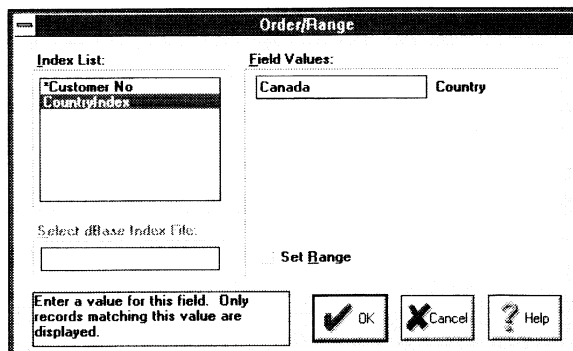 Order/Range
Index List:
*Customer No
CountryIndex
Select dBase Index File:
Field Values:
Canada Country
Set Range
Enter a value for this field. Only
records matching this value are
displayed.
OK
Cancel
Help